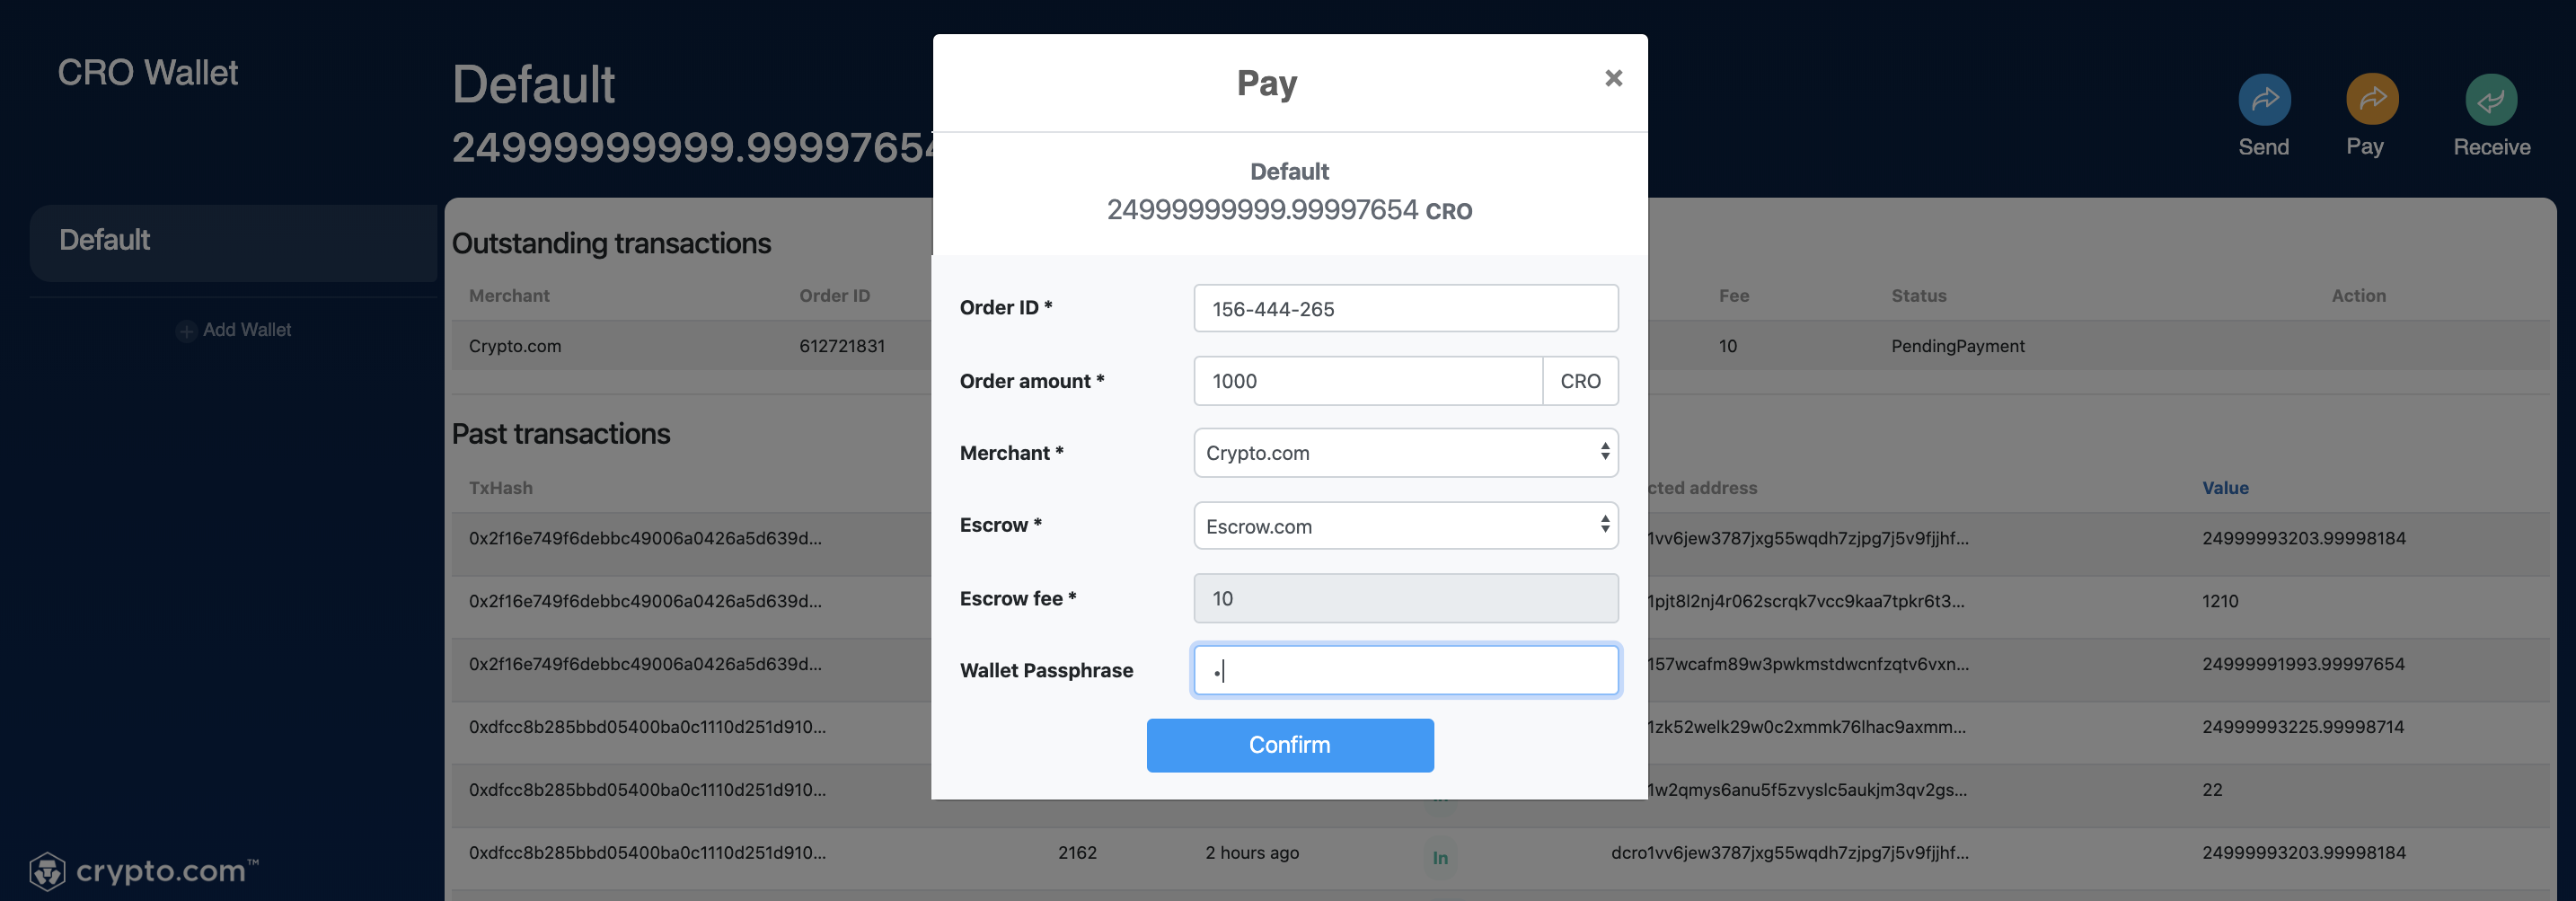 CRO Wallet
Default
24999999999.99997654
Send
Pay
Receive
Default
Add Wallet
Outstanding transactions
Merchant Order ID Fee Status Action
Crypto.com 612721831 10 PendingPayment
Past transactions
TxHash cted address Value
0x2f16e749f6debbc49006a0426a5d639d... 1vv6jew3787jxg55wqdh7zjpg7j5v9fjjhf... 24999993203.99998184
0x2f16e749f6debbc49006a0426a5d639d... 1pjt8l2nj4r062scrqk7vcc9kaa7tpkr6t3... 1210
0x2f16e749f6debbc49006a0426a5d639d... 157wcafm89w3pwkmstdwcnfzqtv6vxn... 24999991993.99997654
0xdfcc8b285bbd05400ba0c1110d251d910... 1zk52welk29w0c2xmmk76lhac9axmm... 24999993225.99998714
0xdfcc8b285bbd05400ba0c1110d251d910... 1w2qmys6anu5f5zvyslc5aukjm3qv2gs... 22
0xdfcc8b285bbd05400ba0c1110d251d910... 2162 2 hours ago In dcro1vv6jew3787jxg55wqdh7zjpg7j5v9fjjhf... 24999993203.99998184
crypto.com™
Pay ×
Default
24999999999.99997654 CRO
Order ID * 156-444-265
Order amount * 1000 CRO
Merchant * Crypto.com
Escrow * Escrow.com
Escrow fee * 10
Wallet Passphrase •
Confirm